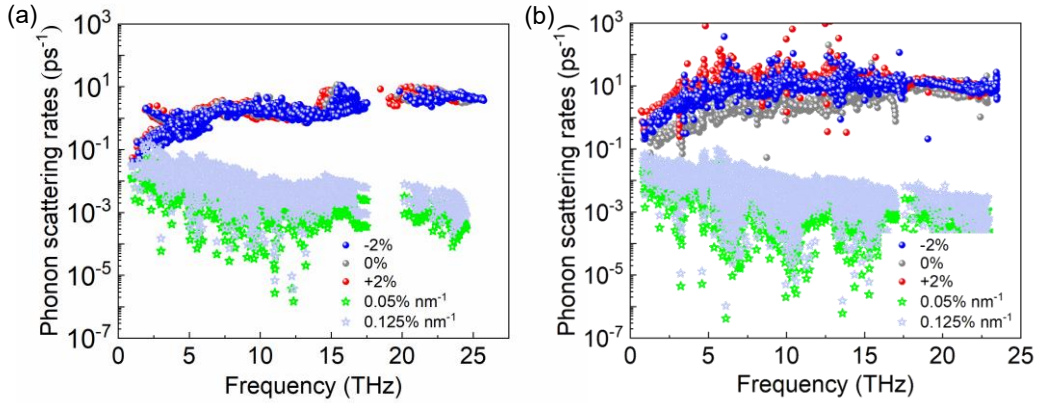 (a)
Phonon scattering rates (ps⁻¹)
10³
10¹
10⁻¹
10⁻³
10⁻⁵
10⁻⁷
-2%
0%
+2%
0.05% nm⁻¹
0.125% nm⁻¹
0 5 10 15 20 25
Frequency (THz)
(b)
Phonon scattering rates (ps⁻¹)
10³
10¹
10⁻¹
10⁻³
10⁻⁵
10⁻⁷
-2%
0%
+2%
0.05% nm⁻¹
0.125% nm⁻¹
0 5 10 15 20 25
Frequency (THz)